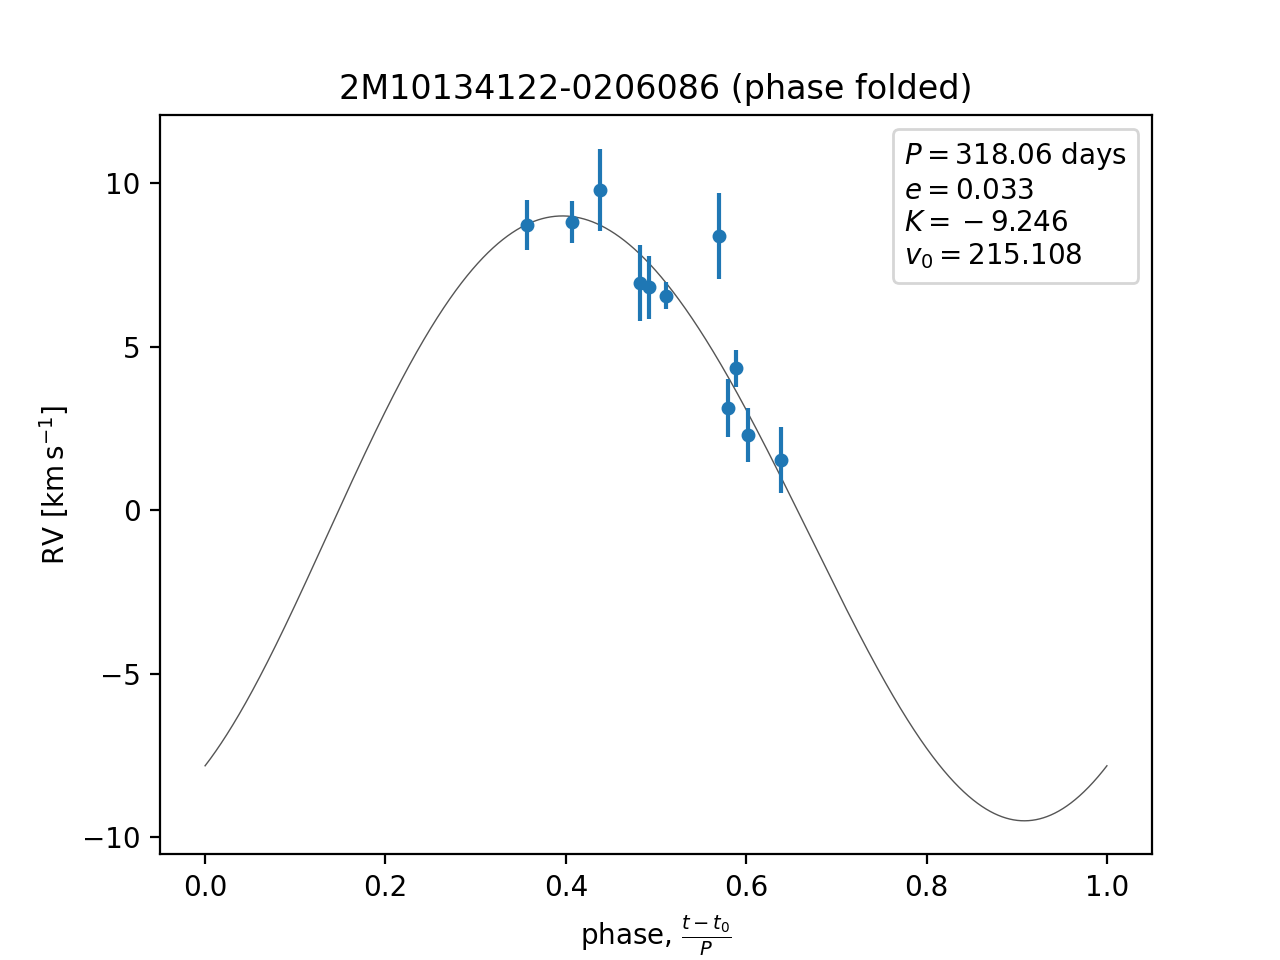 2M10134122-0206086 (phase folded)
P = 318.06 days
e = 0.033
K = −9.246
v₀ = 215.108
10
5
0
−5
−10
RV [km s⁻¹]
0.0 0.2 0.4 0.6 0.8 1.0
phase, (t − t₀)/P